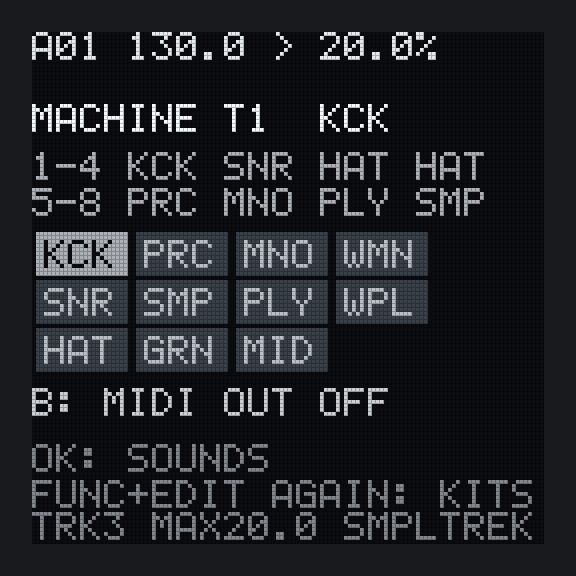 A01 130.0 > 20.0%
MACHINE T1 KCK
1-4 KCK SNR HAT HAT
5-8 PRC MNO PLY SMP
KCK PRC MNO WMN
SNR SMP PLY WPL
HAT GRN MID
B: MIDI OUT OFF
OK: SOUNDS
FUNC+EDIT AGAIN: KITS
TRK3 MAX20.0 SMPLTREK